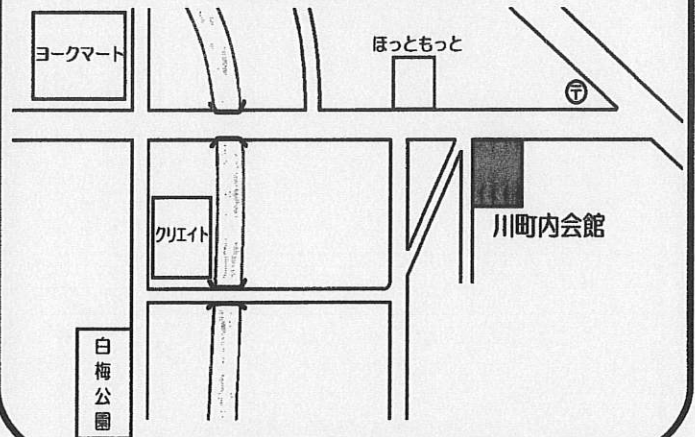 ヨークマート
ほっともっと
〒
クリエイト
川町内会館
白梅公園